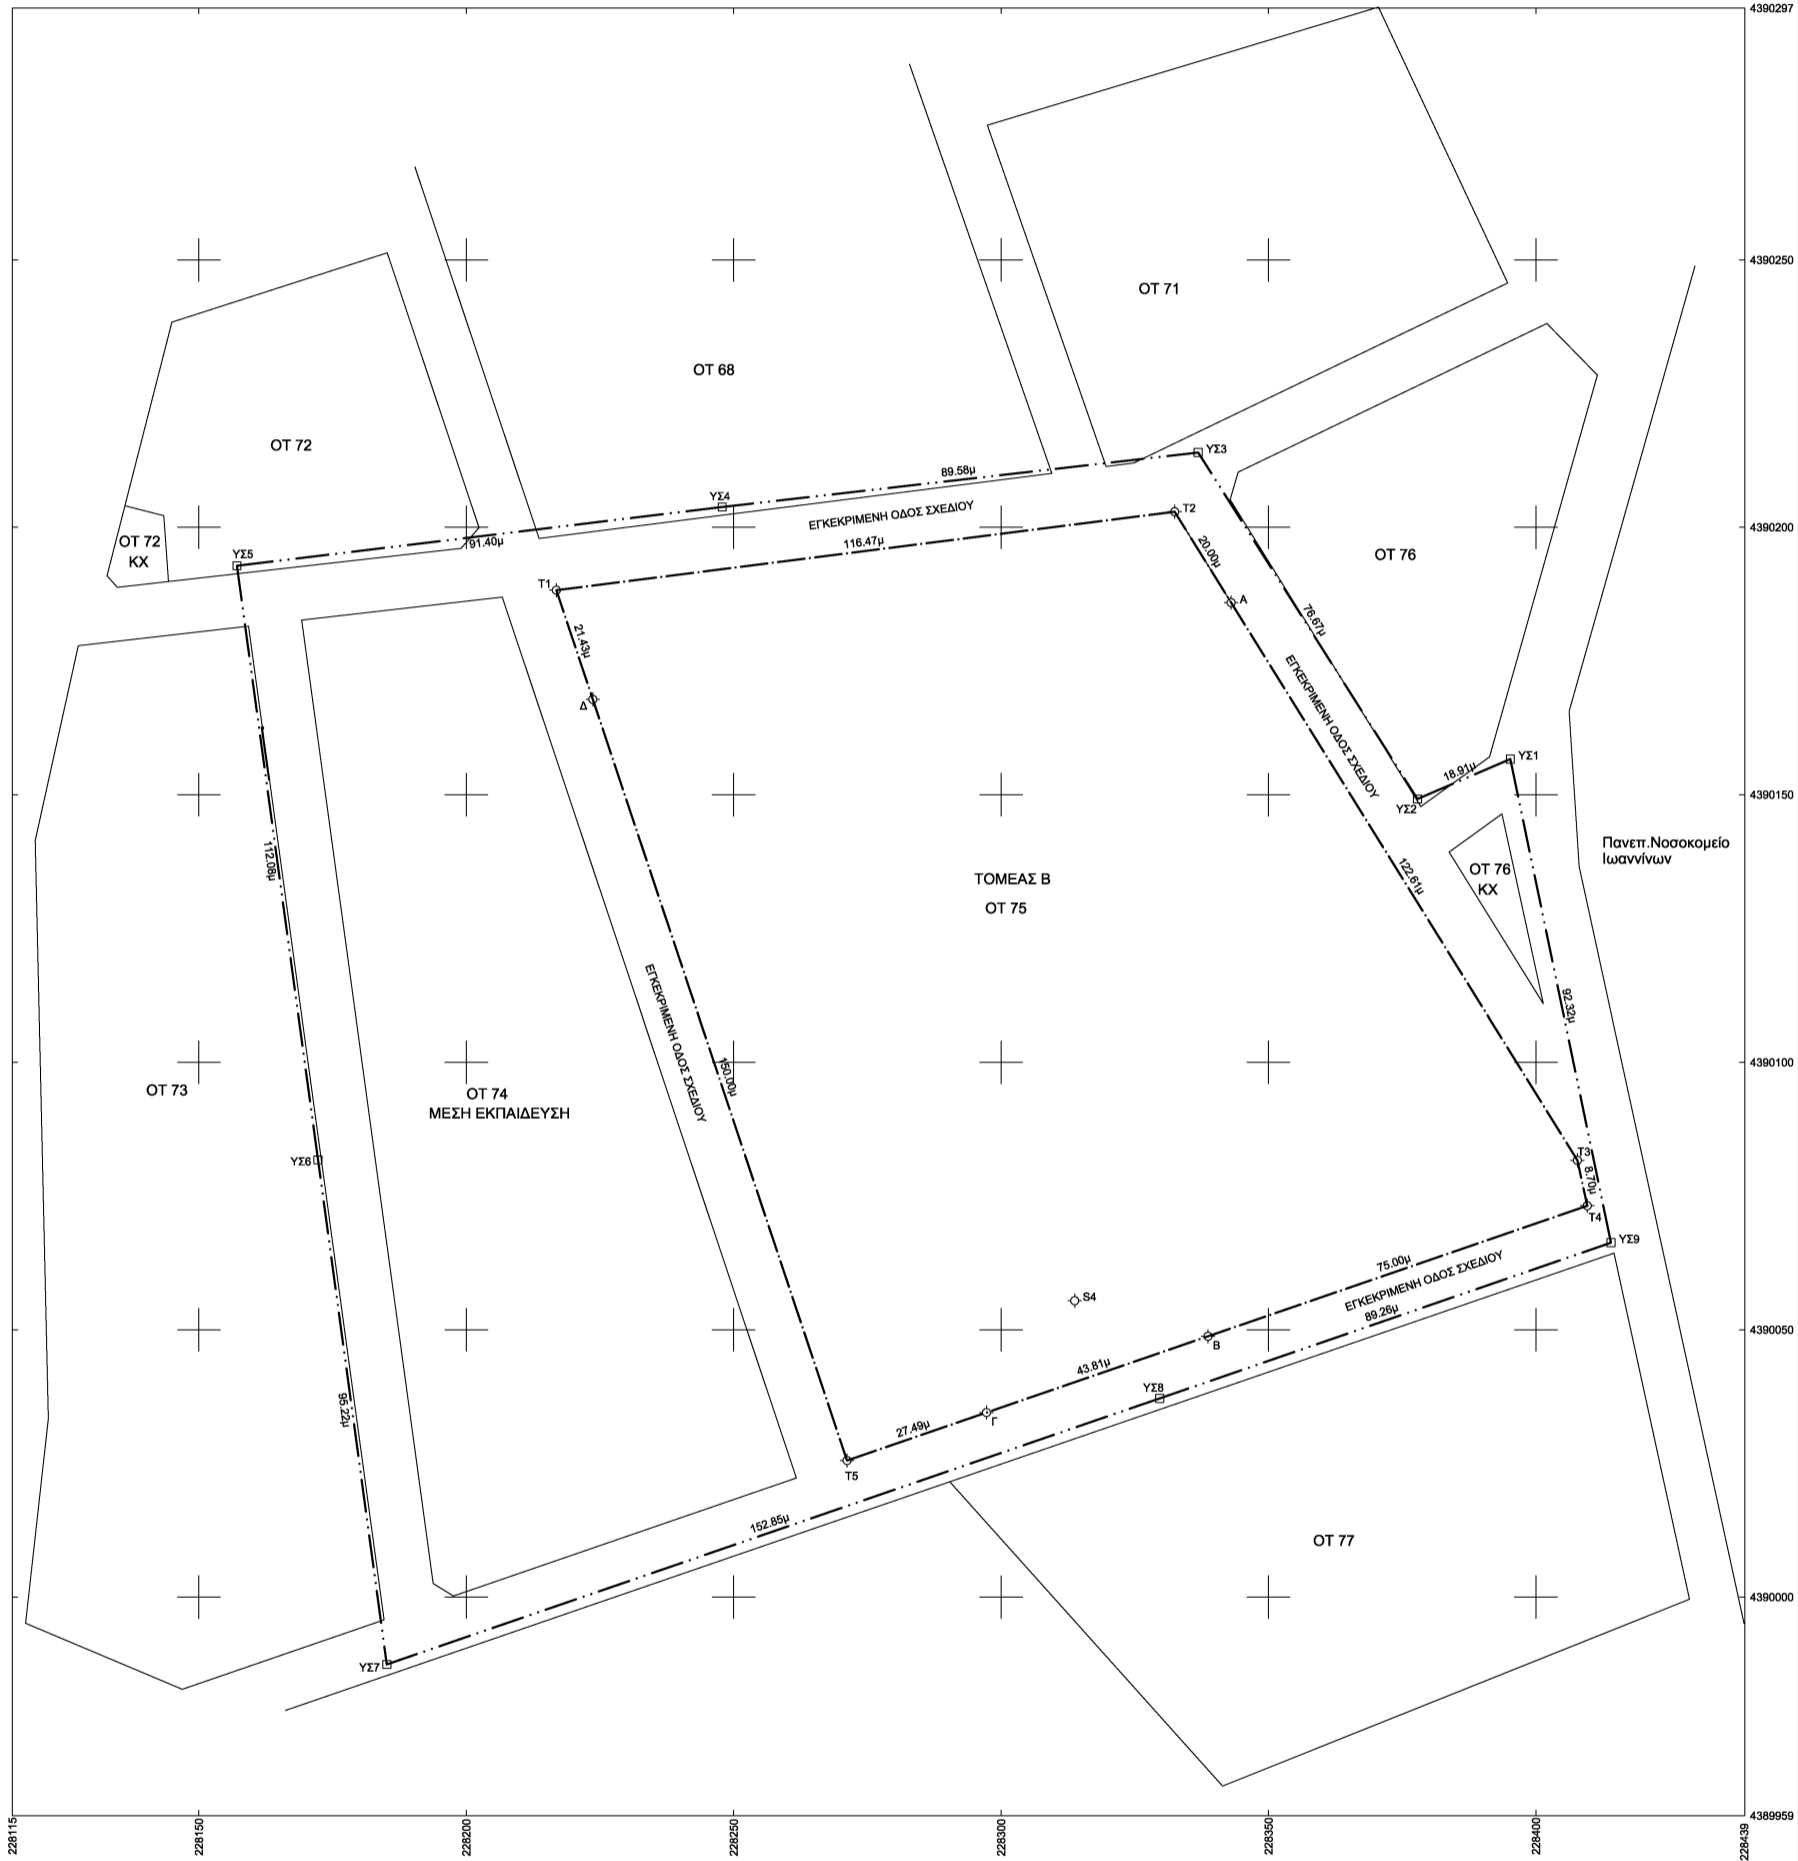 4390297
4390250
ΟΤ 71
ΟΤ 68
ΟΤ 72
ΥΣ3
89.58μ
ΥΣ4
Τ2
ΕΓΚΕΚΡΙΜΕΝΗ ΟΔΟΣ ΣΧΕΔΙΟΥ
4390200
ΟΤ 72
ΚΧ
91.40μ
116.47μ
20.00μ
ΟΤ 76
ΥΣ5
Τ1
Α
76.67μ
21.43μ
ΕΓΚΕΚΡΙΜΕΝΗ ΟΔΟΣ ΣΧΕΔΙΟΥ
Δ
ΥΣ1
18.91μ
ΥΣ2
4390150
Πανεπ.Νοσοκομείο
Ιωαννίνων
112.08μ
ΤΟΜΕΑΣ Β
ΟΤ 75
122.61μ
ΟΤ 76
ΚΧ
92.32μ
ΕΓΚΕΚΡΙΜΕΝΗ ΟΔΟΣ ΣΧΕΔΙΟΥ
150.00μ
4390100
ΟΤ 73
ΟΤ 74
ΜΕΣΗ ΕΚΠΑΙΔΕΥΣΗ
ΥΣ6
Τ3
8.70μ
Τ4
ΥΣ9
75.00μ
ΕΓΚΕΚΡΙΜΕΝΗ ΟΔΟΣ ΣΧΕΔΙΟΥ
S4
89.26μ
4390050
Β
43.81μ
ΥΣ8
95.22μ
27.49μ
Γ
Τ5
152.85μ
ΟΤ 77
4390000
ΥΣ7
4389959
228115
228150
228200
228250
228300
228350
228400
228439